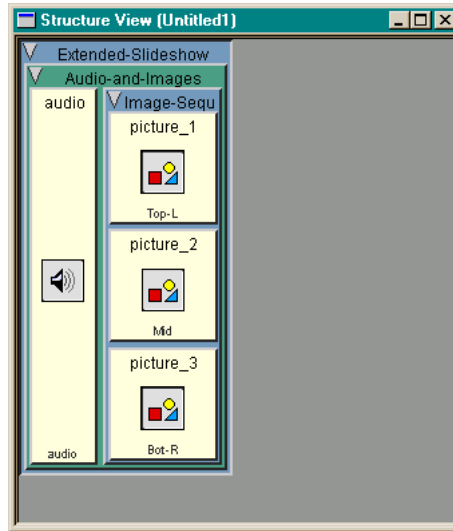 Structure View (Untitled1)
Extended-Slideshow
Audio-and-Images
audio
Image-Sequ
picture_1
Top-L
picture_2
Mid
picture_3
Bot-R
audio